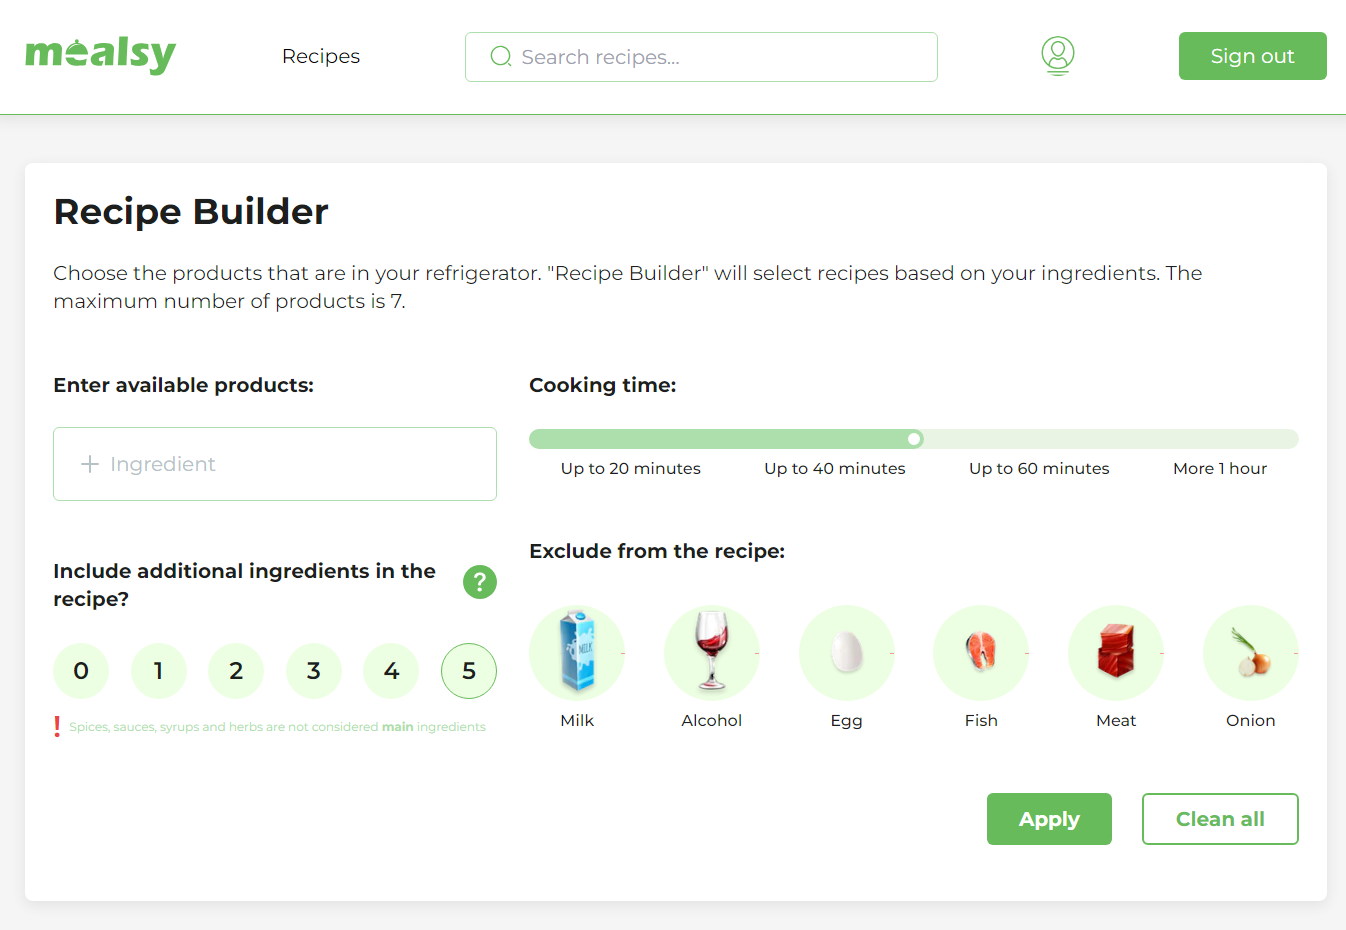 mealsy
Recipes
Search recipes...
Sign out
Recipe Builder
Choose the products that are in your refrigerator. "Recipe Builder" will select recipes based on your ingredients. The
maximum number of products is 7.
Enter available products:
Ingredient
Include additional ingredients in the
recipe?
?
0 1 2 3 4 5
! Spices, sauces, syrups and herbs are not considered main ingredients
Cooking time:
Up to 20 minutes Up to 40 minutes Up to 60 minutes More 1 hour
Exclude from the recipe:
MILK
Milk Alcohol Egg Fish Meat Onion
Apply Clean all